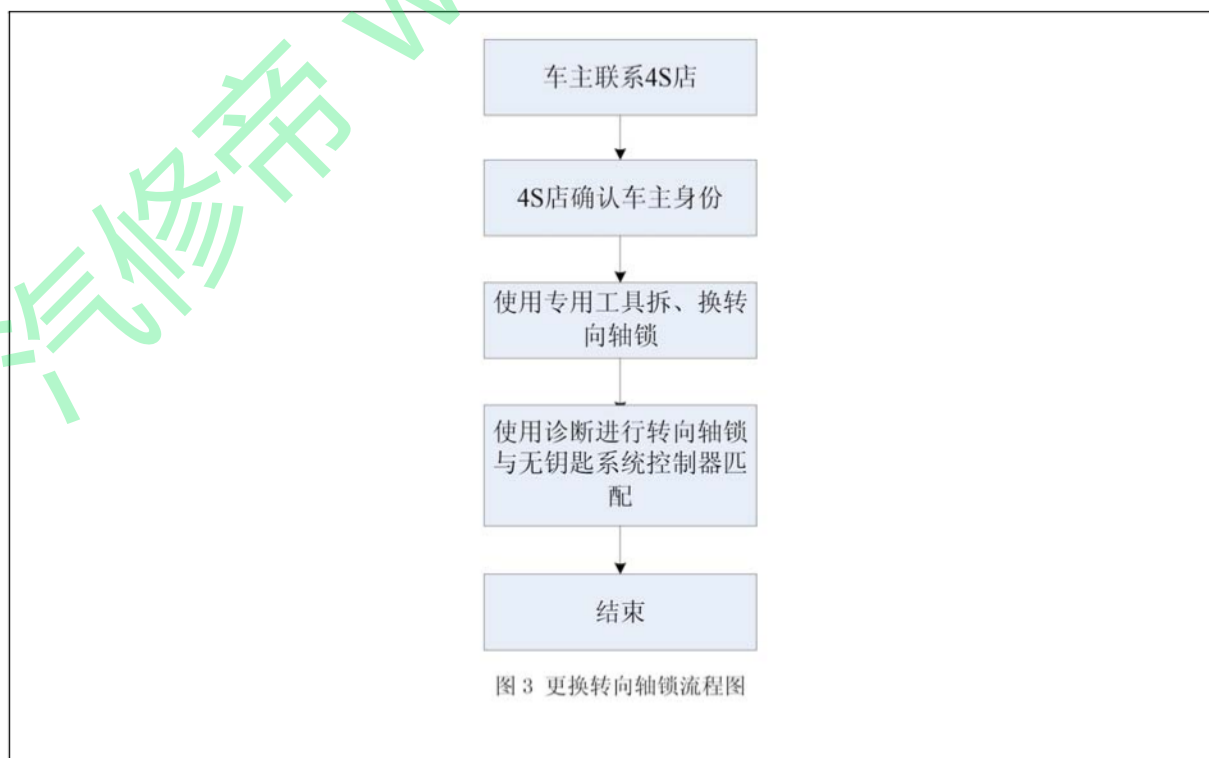 车主联系4S店
4S店确认车主身份
使用专用工具拆、换转
向轴锁
使用诊断进行转向轴锁
与无钥匙系统控制器匹
配
结束
图 3 更换转向轴锁流程图
汽修帝 w